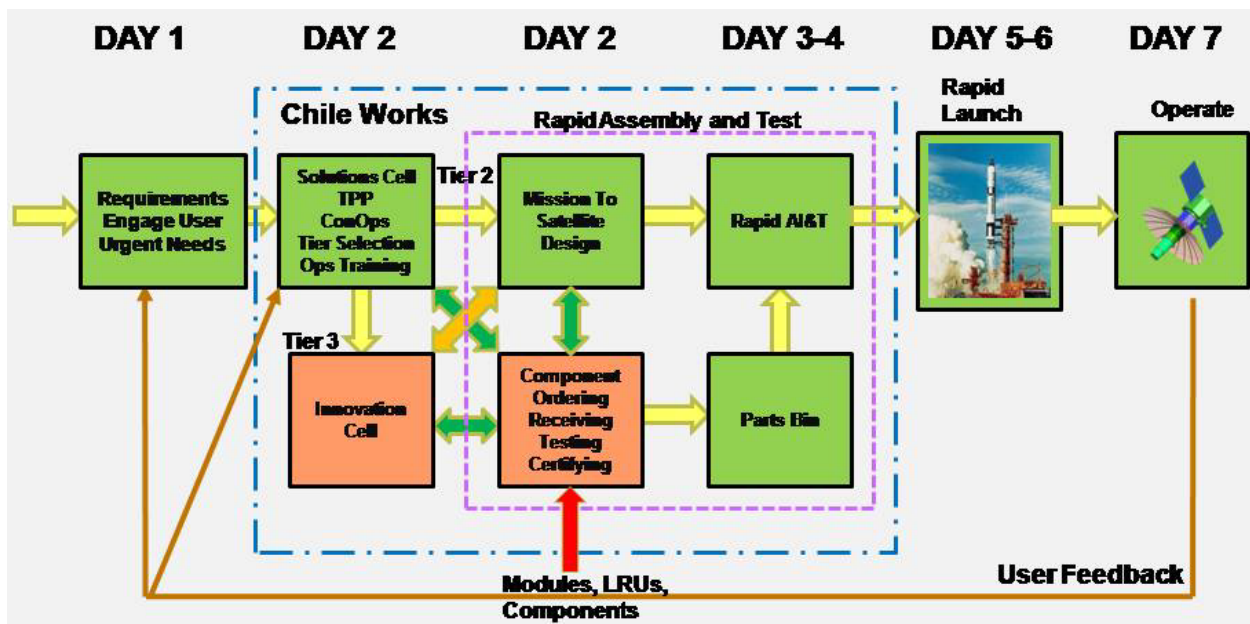 DAY 1
DAY 2
DAY 2
DAY 3-4
DAY 5-6
DAY 7
Chile Works
Rapid Assembly and Test
Rapid
Launch
Operate
Requirements
Engage User
Urgent Needs
Solutions Cell
TPP
ConOps
Tier Selection
Ops Training
Tier 2
Mission To
Satellite
Design
Rapid AI&T
Tier 3
Innovation
Cell
Component
Ordering
Receiving
Testing
Certifying
Parts Bin
Modules, LRUs,
Components
User Feedback